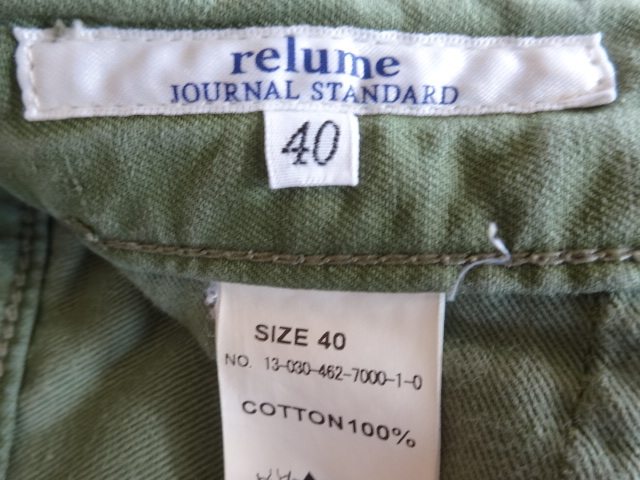 relume
JOURNAL STANDARD
40
SIZE 40
NO. 13-030-462-7000-1-0
COTTON100%